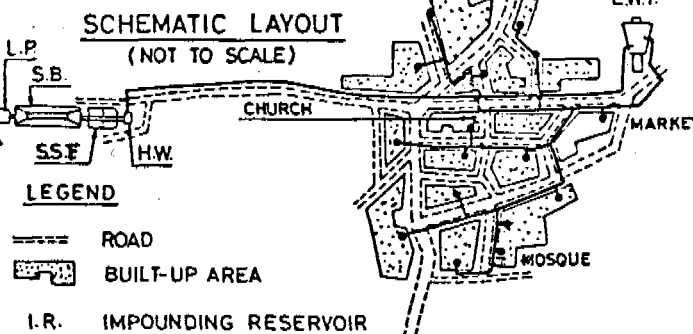 SCHEMATIC LAYOUT
(NOT TO SCALE)
L.P.
S.B.
CHURCH
MARKET
S.S.F
H.W.
LEGEND
ROAD
BUILT-UP AREA
MOSQUE
I.R. IMPOUNDING RESERVOIR